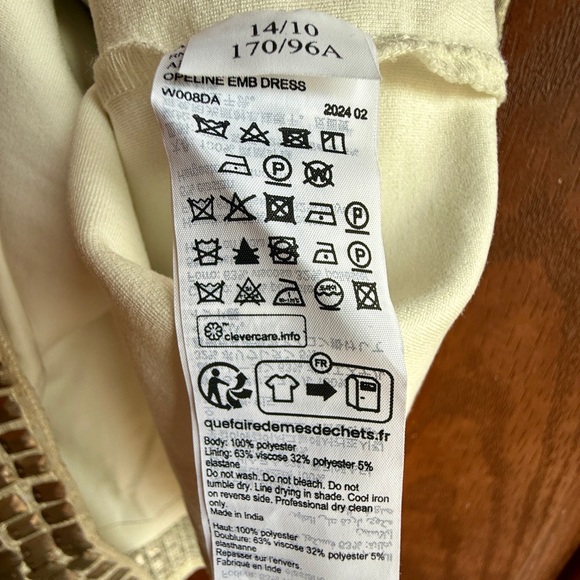 14/10
170/96A
OPELINE EMB DRESS
W008DA
2024 02
P
W
P
P
clevercare.info
FR
quefairedemesdechets.fr
Body: 100% polyester
Lining: 63% viscose 32% polyester 5%
elastane
Do not wash. Do not bleach. Do not
tumble dry. Line drying in shade. Cool iron
on reverse side. Professional dry clean
only.
Made in India
Haut: 100% polyester
Doublure: 63% viscose 32% polyester 5%
elasthanne
Repasser sur l'envers.
Fabriqué en Inde